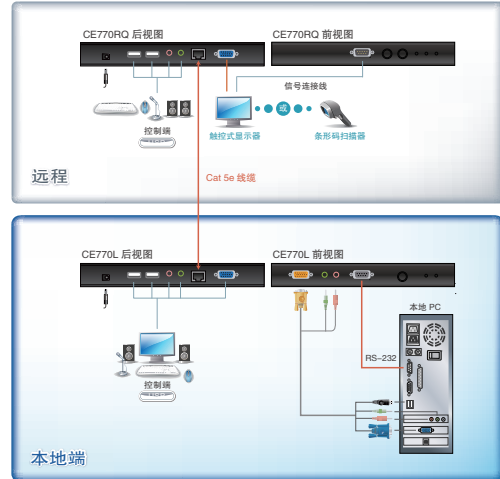 CE770RQ 后视图
CE770RQ 前视图
信号连接线
控制端
触控式显示器
或
条形码扫描器
远程
Cat 5e 线缆
CE770L 后视图
CE770L 前视图
本地 PC
RS-232
控制端
本地端